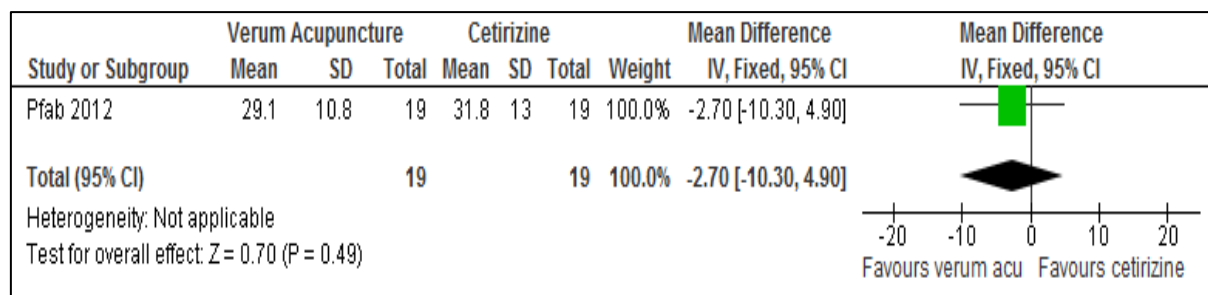 Verum Acupuncture Cetirizine Mean Difference Mean Difference
Study or Subgroup Mean SD Total Mean SD Total Weight IV, Fixed, 95% CI IV, Fixed, 95% CI
Pfab 2012 29.1 10.8 19 31.8 13 19 100.0% -2.70 [-10.30, 4.90]
Total (95% CI) 19 19 100.0% -2.70 [-10.30, 4.90]
Heterogeneity: Not applicable
Test for overall effect: Z = 0.70 (P = 0.49)
-20 -10 0 10 20
Favours verum acu Favours cetirizine